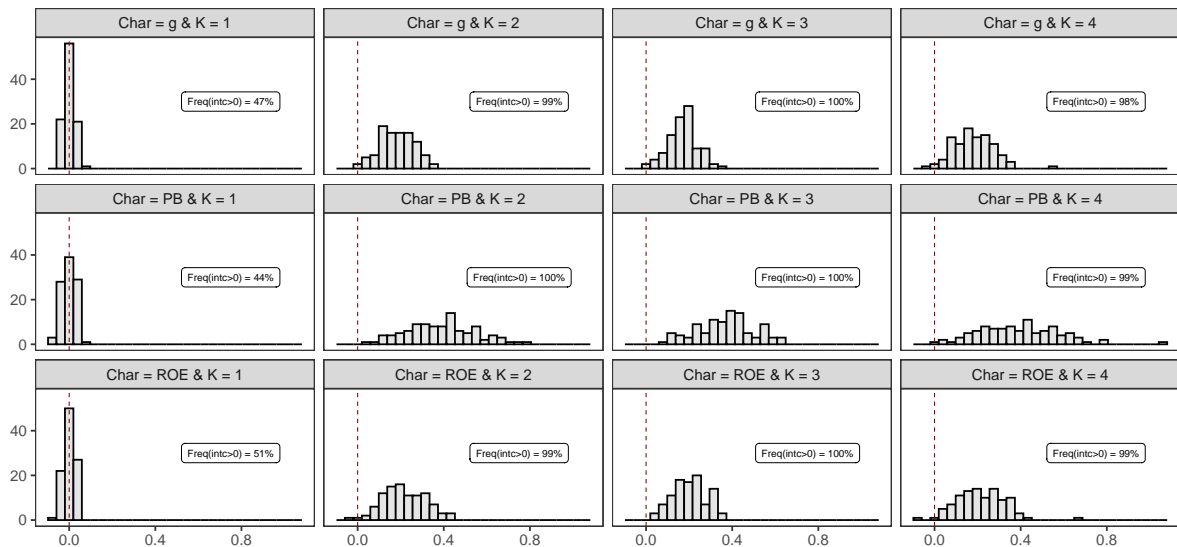 Char = g & K = 1
Char = g & K = 2
Char = g & K = 3
Char = g & K = 4
40
20
0
Freq(intc>0) = 47%
Freq(intc>0) = 99%
Freq(intc>0) = 100%
Freq(intc>0) = 98%
Char = PB & K = 1
Char = PB & K = 2
Char = PB & K = 3
Char = PB & K = 4
40
20
0
Freq(intc>0) = 44%
Freq(intc>0) = 100%
Freq(intc>0) = 100%
Freq(intc>0) = 99%
Char = ROE & K = 1
Char = ROE & K = 2
Char = ROE & K = 3
Char = ROE & K = 4
40
20
0
Freq(intc>0) = 51%
Freq(intc>0) = 99%
Freq(intc>0) = 100%
Freq(intc>0) = 99%
0.0 0.4 0.8
0.0 0.4 0.8
0.0 0.4 0.8
0.0 0.4 0.8